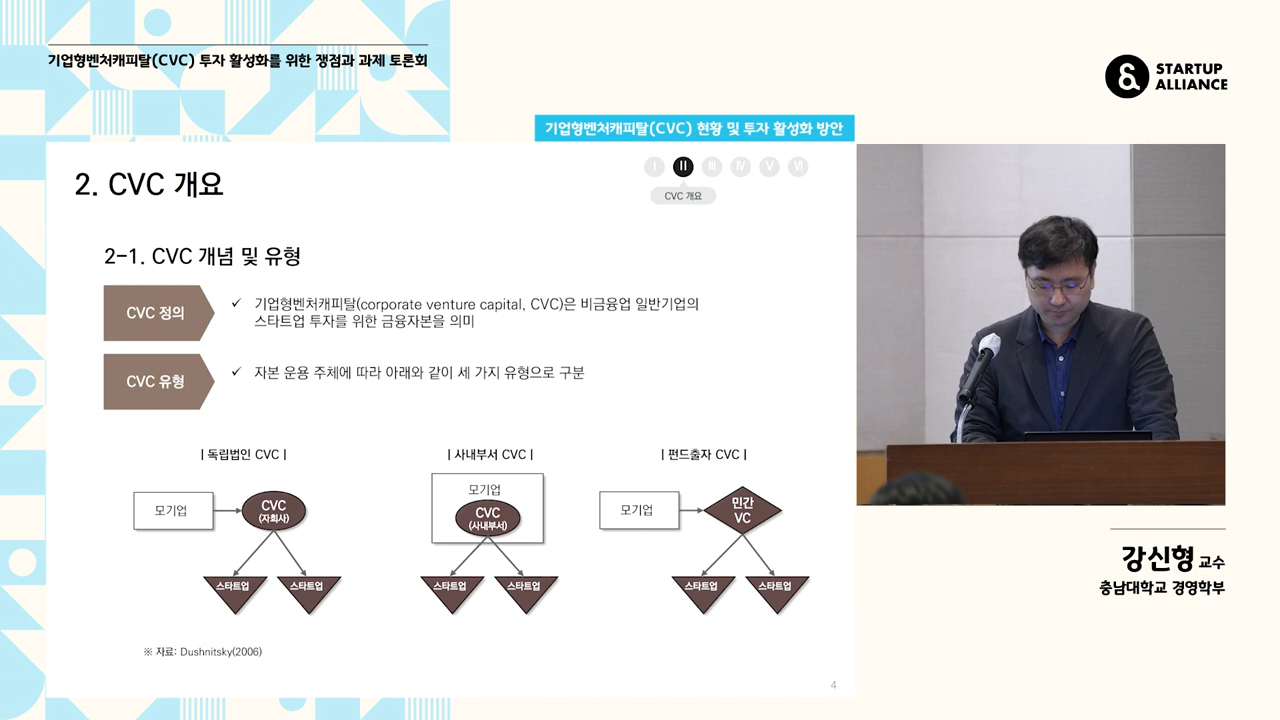 기업형벤처캐피탈(CVC) 투자 활성화를 위한 쟁점과 과제 토론회
STARTUP
ALLIANCE
기업형벤처캐피탈(CVC) 현황 및 투자 활성화 방안
2. CVC 개요
I II III IV V VI
CVC 개요
2-1. CVC 개념 및 유형
CVC 정의
✓ 기업형벤처캐피탈(corporate venture capital, CVC)은 비금융업 일반기업의
스타트업 투자를 위한 금융자본을 의미
CVC 유형
✓ 자본 운용 주체에 따라 아래와 같이 세 가지 유형으로 구분
| 독립법인 CVC |
모기업
CVC
(자회사)
스타트업 스타트업
| 사내부서 CVC |
모기업
CVC
(사내부서)
스타트업 스타트업
| 펀드출자 CVC |
모기업
민간
VC
스타트업 스타트업
※ 자료: Dushnitsky(2006)
4
강신형 교수
충남대학교 경영학부